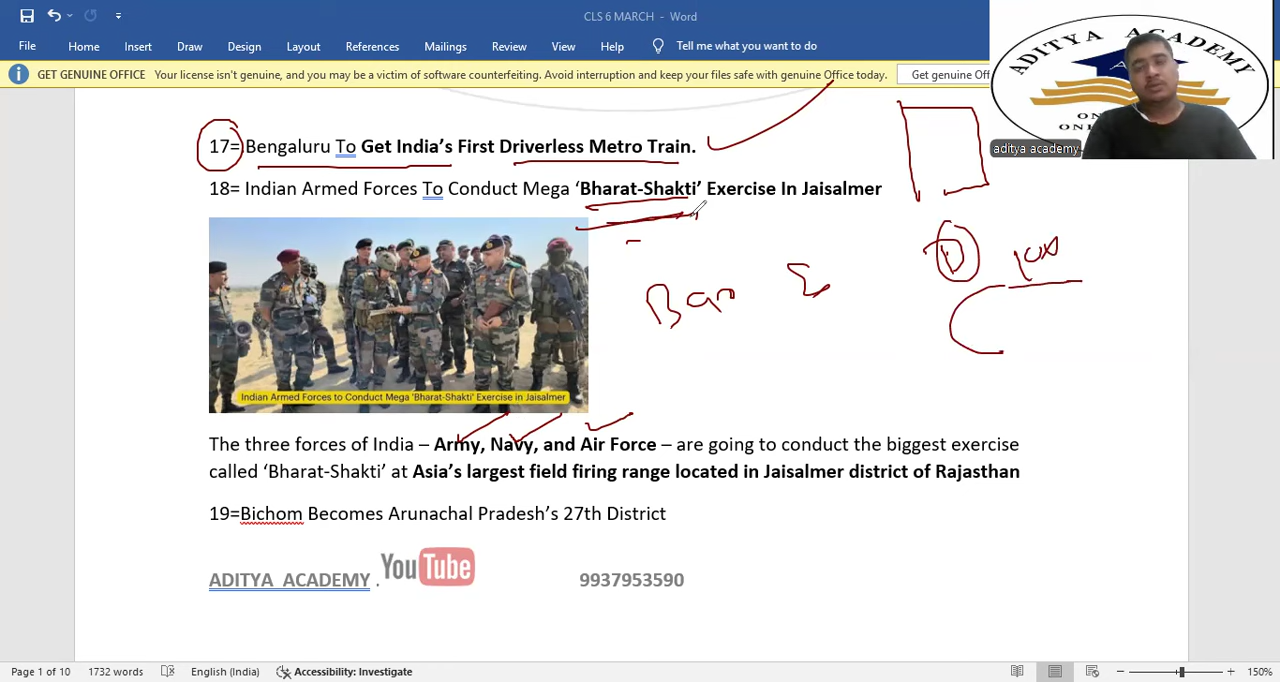 CLS 6 MARCH - Word
File Home Insert Draw Design Layout References Mailings Review View Help Tell me what you want to do
GET GENUINE OFFICE Your license isn't genuine, and you may be a victim of software counterfeiting. Avoid interruption and keep your files safe with genuine Office today. Get genuine Off
ADITYA ACADEMY
aditya academy
17=.Bengaluru To Get India's First Driverless Metro Train.
18= Indian Armed Forces To Conduct Mega 'Bharat-Shakti' Exercise In Jaisalmer
Indian Armed Forces to Conduct Mega 'Bharat-Shakti' Exercise in Jaisalmer
The three forces of India – Army, Navy, and Air Force – are going to conduct the biggest exercise
called 'Bharat-Shakti' at Asia's largest field firing range located in Jaisalmer district of Rajasthan
19=Bichom Becomes Arunachal Pradesh's 27th District
ADITYA ACADEMY . YouTube 9937953590
Page 1 of 10 1732 words English (India) Accessibility: Investigate 150%